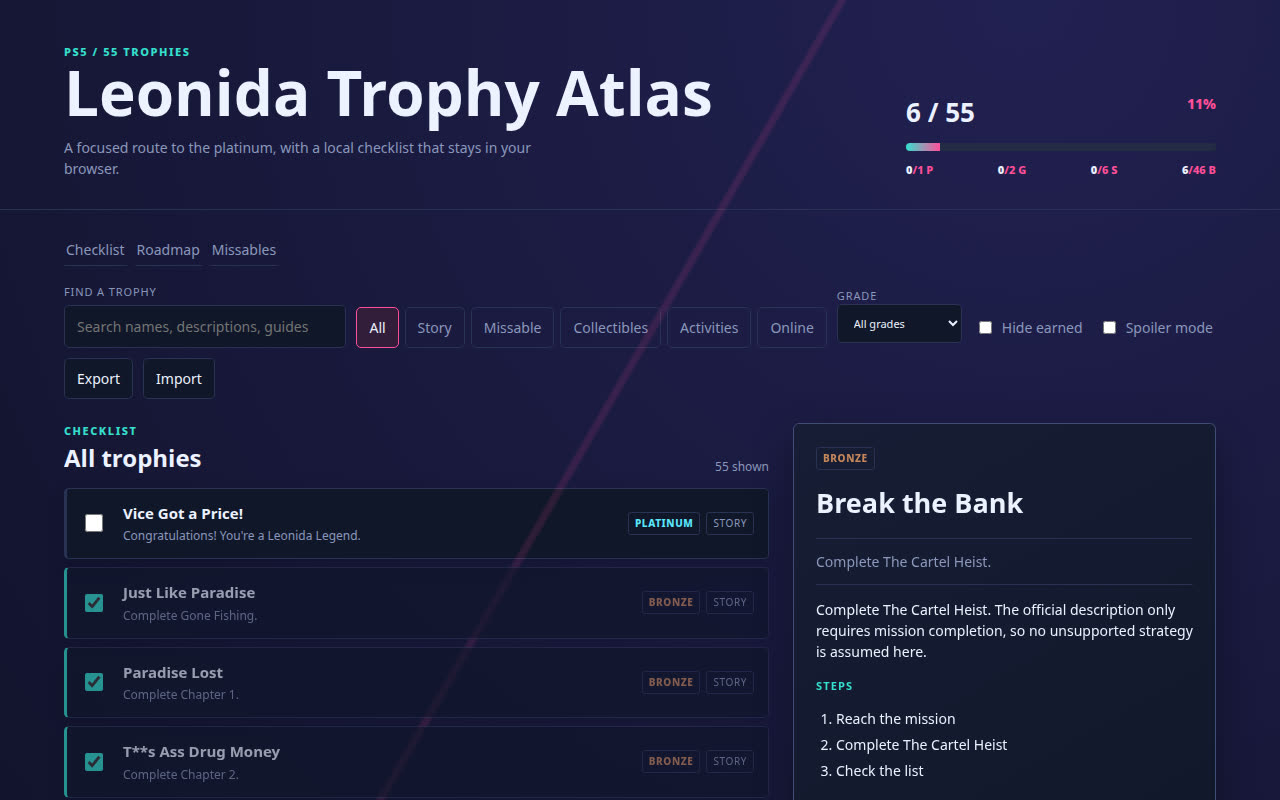 PS5 / 55 TROPHIES
Leonida Trophy Atlas
A focused route to the platinum, with a local checklist that stays in your
browser.
6 / 55
11%
0/1 P 0/2 G 0/6 S 6/46 B
Checklist Roadmap Missables
FIND A TROPHY
Search names, descriptions, guides
All Story Missable Collectibles Activities Online
GRADE
All grades
Hide earned Spoiler mode
Export Import
CHECKLIST
All trophies
55 shown
Vice Got a Price!
Congratulations! You're a Leonida Legend.
PLATINUM STORY
Just Like Paradise
Complete Gone Fishing.
BRONZE STORY
Paradise Lost
Complete Chapter 1.
BRONZE STORY
T**s Ass Drug Money
Complete Chapter 2.
BRONZE STORY
BRONZE
Break the Bank
Complete The Cartel Heist.
Complete The Cartel Heist. The official description only
requires mission completion, so no unsupported strategy
is assumed here.
STEPS
1. Reach the mission
2. Complete The Cartel Heist
3. Check the list